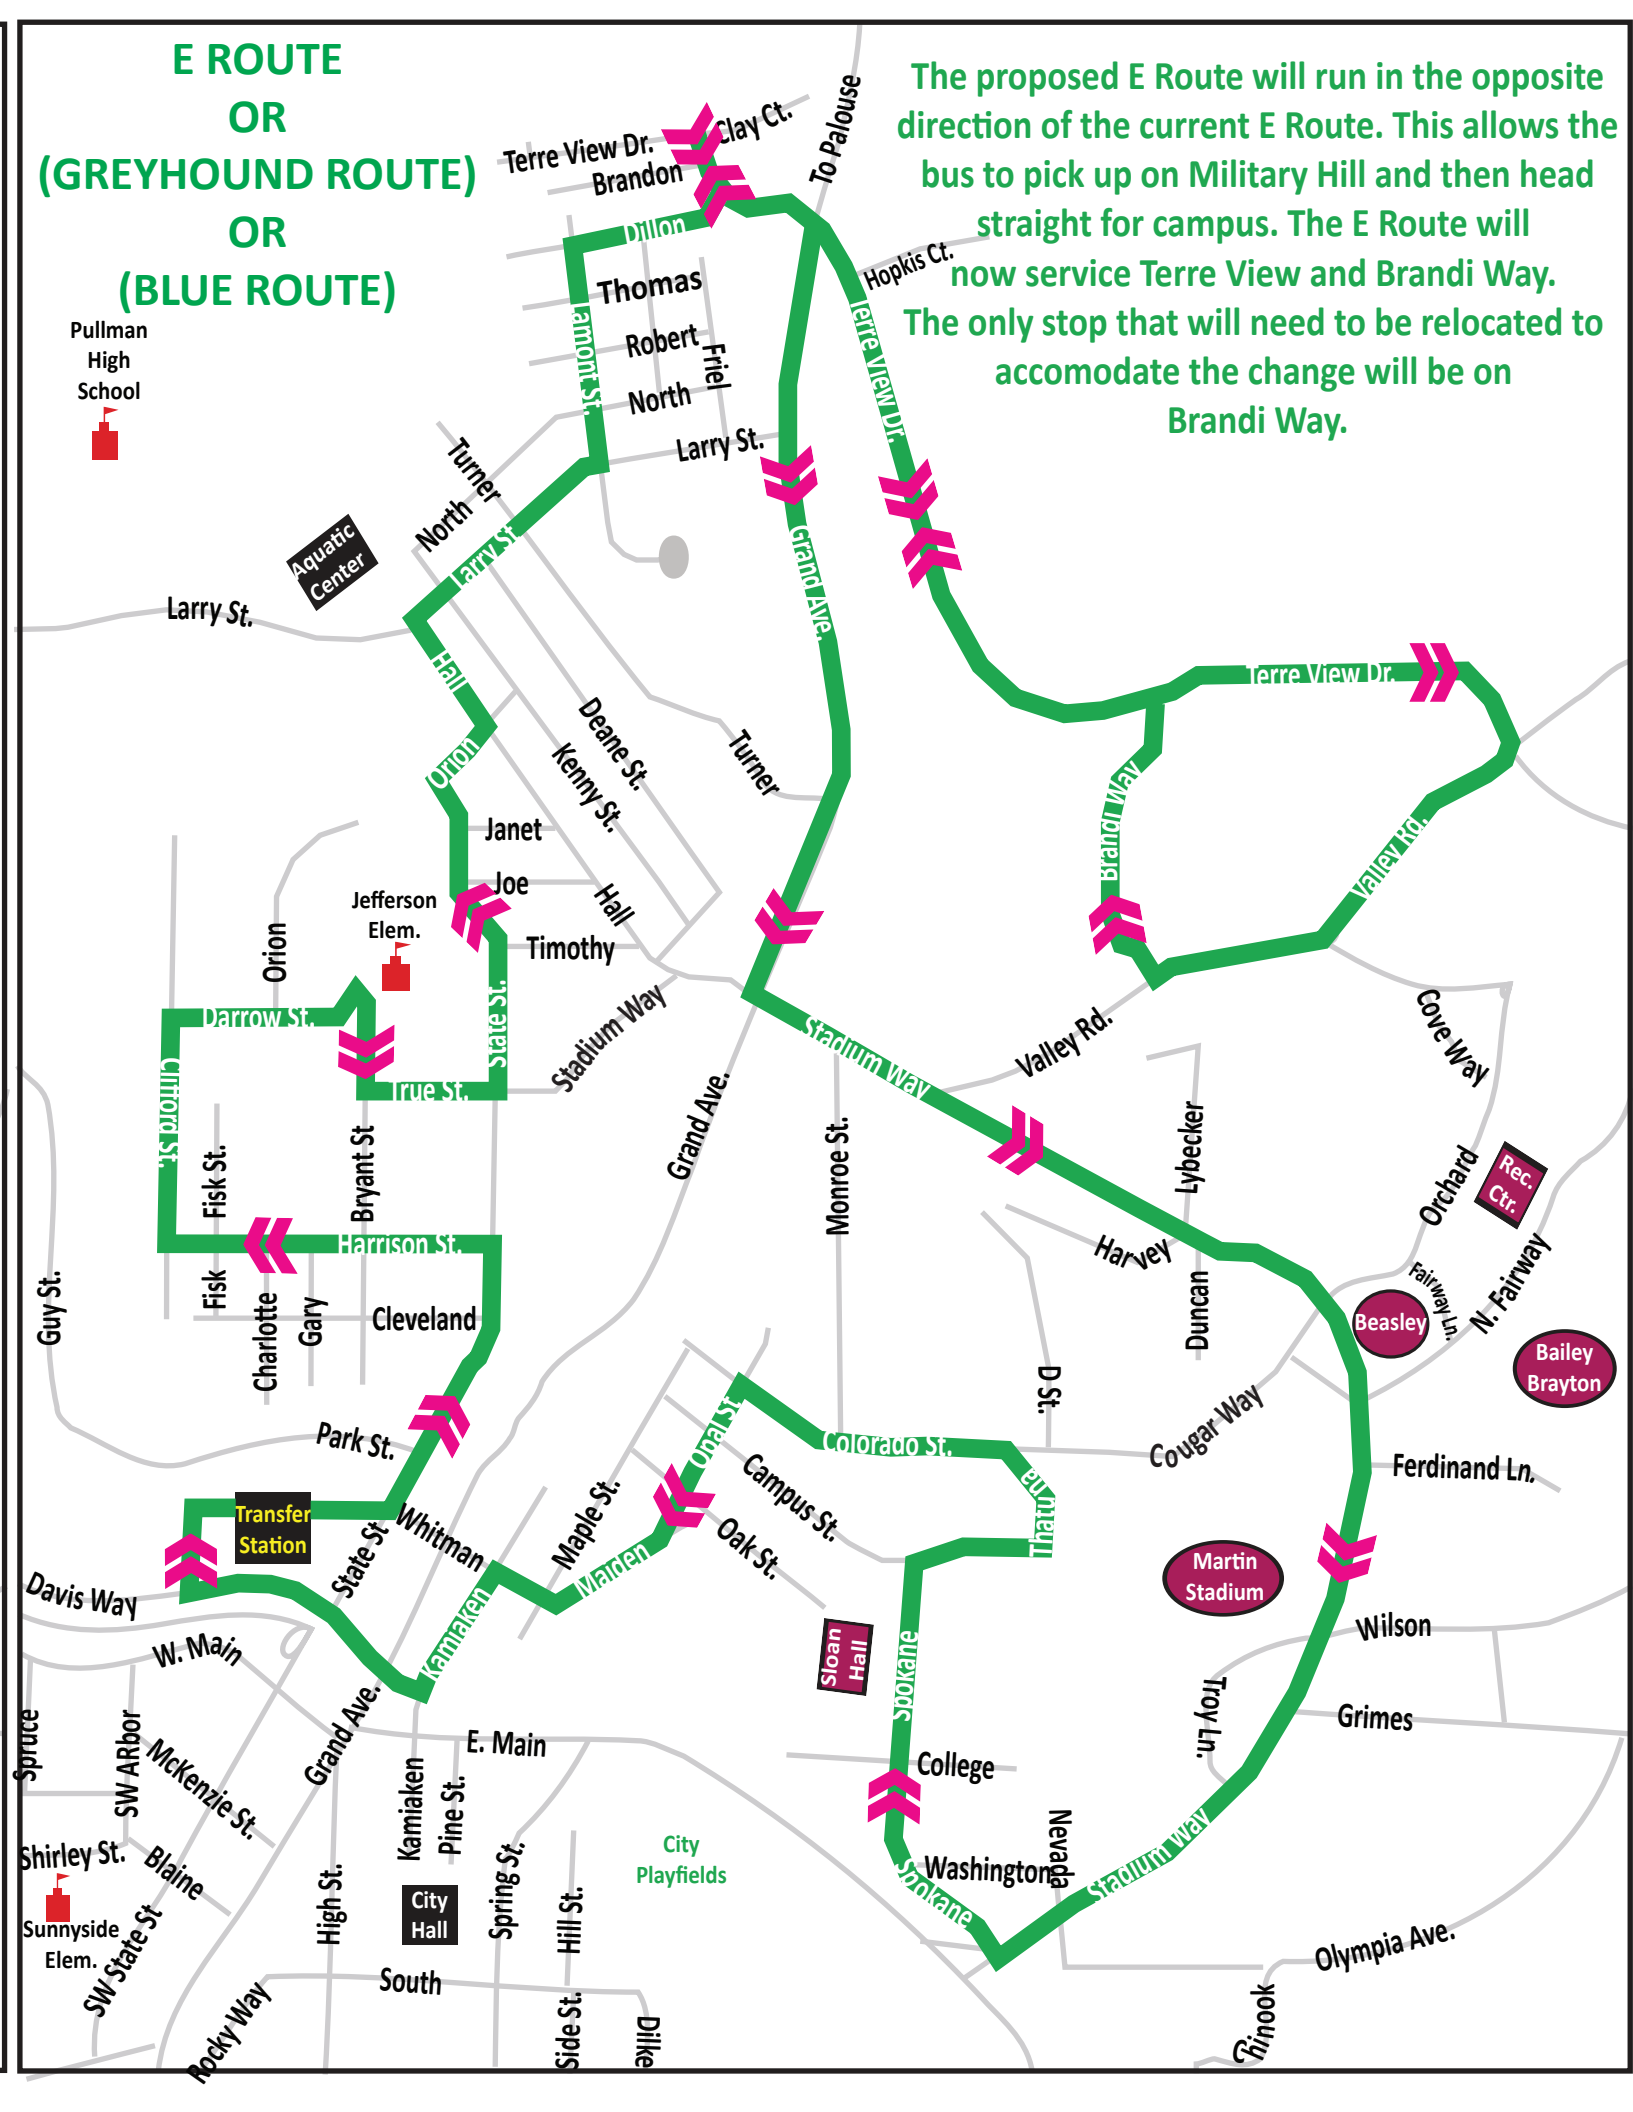 E ROUTE
OR
(GREYHOUND ROUTE)
OR
(BLUE ROUTE)
The proposed E Route will run in the opposite
direction of the current E Route. This allows the
bus to pick up on Military Hill and then head
straight for campus. The E Route will
now service Terre View and Brandi Way.
The only stop that will need to be relocated to
accomodate the change will be on
Brandi Way.
Pullman
High
School
Terre View Dr.
Clay Ct.
To Palouse
Brandon
Dillon
Hopkis Ct.
Thomas
Lamont St.
Robert
Friel
North
Larry St.
Terre View Dr.
Turner
North
Larry St
Aquatic
Center
Grand Ave.
Larry St.
Hall
Terre View Dr.
Deane St.
Orion
Kenny St.
Turner
Brandi Way
Valley Rd.
Janet
Joe
Hall
Jefferson
Elem.
Orion
Timothy
Darrow St.
State St.
Stadium Way
Stadium Way
Valley Rd.
Cove Way
Clifford St.
True St.
Grand Ave.
Monroe St.
Lybecker
Orchard
Rec.
Ctr.
Fisk St.
Bryant St
Harrison St.
Harvey
Fisk
Charlotte
Gary
Cleveland
Guy St.
Duncan
Fairway Ln.
N. Fairway
Beasley
Bailey
Brayton
D St.
Park St.
Opal St
Colorado St.
Cougar Way
Ferdinand Ln.
Thatuna
Campus St.
Transfer
Station
Whitman
Maple St.
Oak St.
State St
Maiden
Martin
Stadium
Davis Way
Kamiaken
W. Main
Sloan
Hall
Spokane
Wilson
Troy Ln.
Grimes
Spruce
SW ARbor
McKenzie St.
Grand Ave.
E. Main
Kamiaken
Pine St.
College
Shirley St.
Blaine
City
Playfields
Nevada
Washington
Stadium Way
Spokane
Sunnyside
Elem.
SW State St
High St.
City
Hall
Spring St.
Hill St.
Olympia Ave.
South
Rocky Way
Side St.
Dilke
Chinook